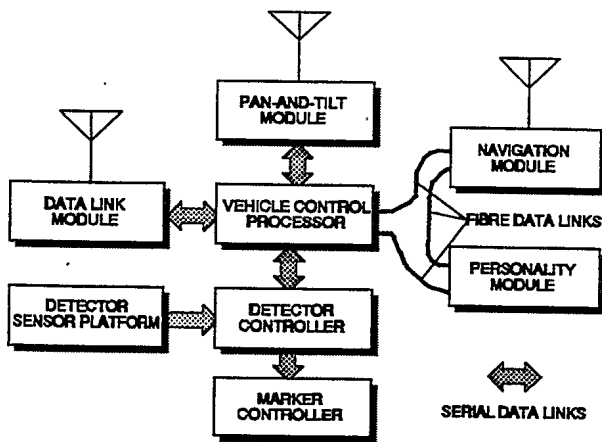 PAN-AND-TILT
MODULE
NAVIGATION
MODULE
DATA LINK
MODULE
VEHICLE CONTROL
PROCESSOR
FIBRE DATA LINKS
PERSONALITY
MODULE
DETECTOR
SENSOR PLATFORM
DETECTOR
CONTROLLER
MARKER
CONTROLLER
SERIAL DATA LINKS